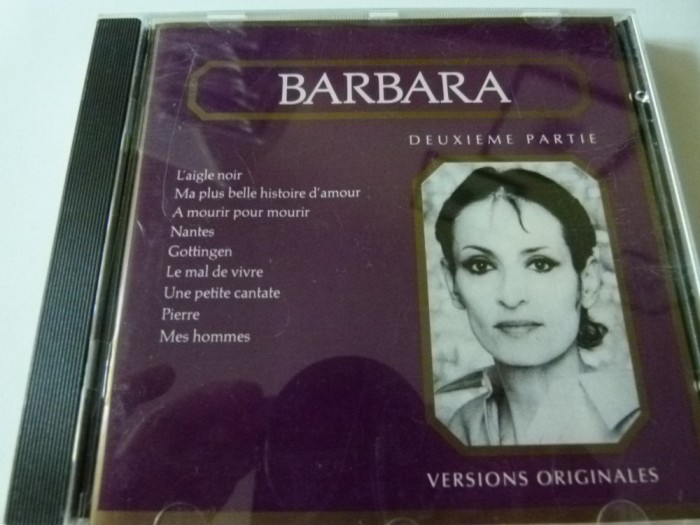 BARBARA
DEUXIEME PARTIE
L'aigle noir
Ma plus belle histoire d'amour
A mourir pour mourir
Nantes
Gottingen
Le mal de vivre
Une petite cantate
Pierre
Mes hommes
VERSIONS ORIGINALES